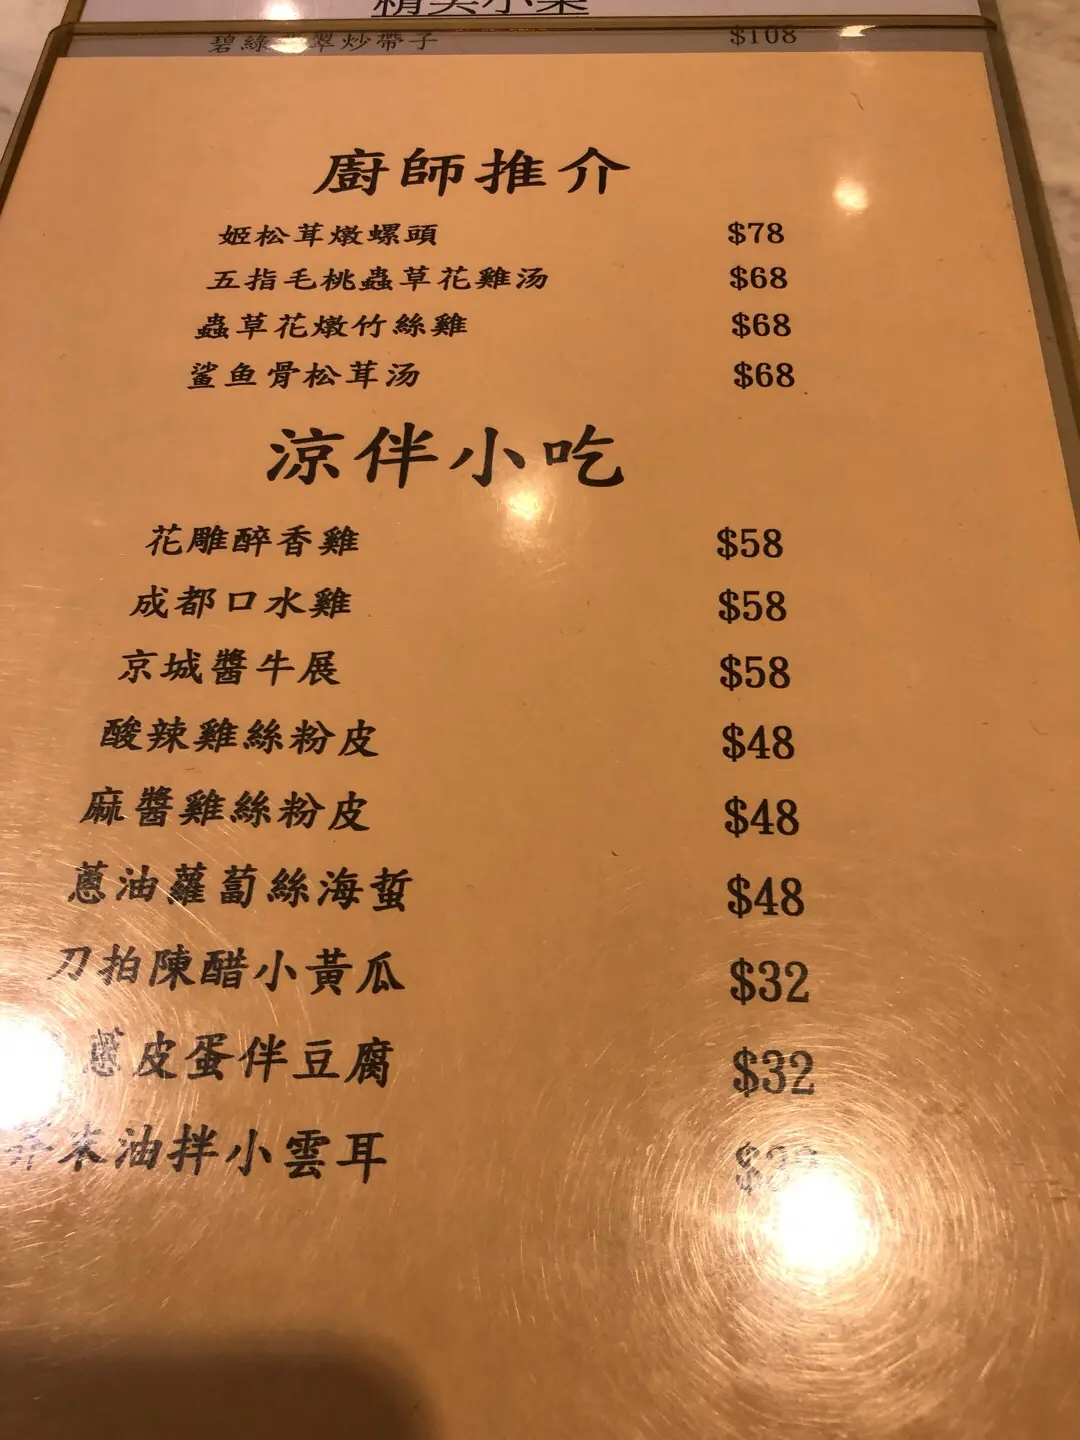 碧綠翡翠炒帶子 $108
廚師推介
姬松茸燉螺頭 $78
五指毛桃蟲草花雞汤 $68
蟲草花燉竹絲雞 $68
鲨鱼骨松茸汤 $68
涼伴小吃
花雕醉香雞 $58
成都口水雞 $58
京城醬牛展 $58
酸辣雞絲粉皮 $48
麻醬雞絲粉皮 $48
蔥油蘿蔔絲海蜇 $48
刀拍陳醋小黃瓜 $32
蔥皮蛋伴豆腐 $32
芥末油拌小雲耳